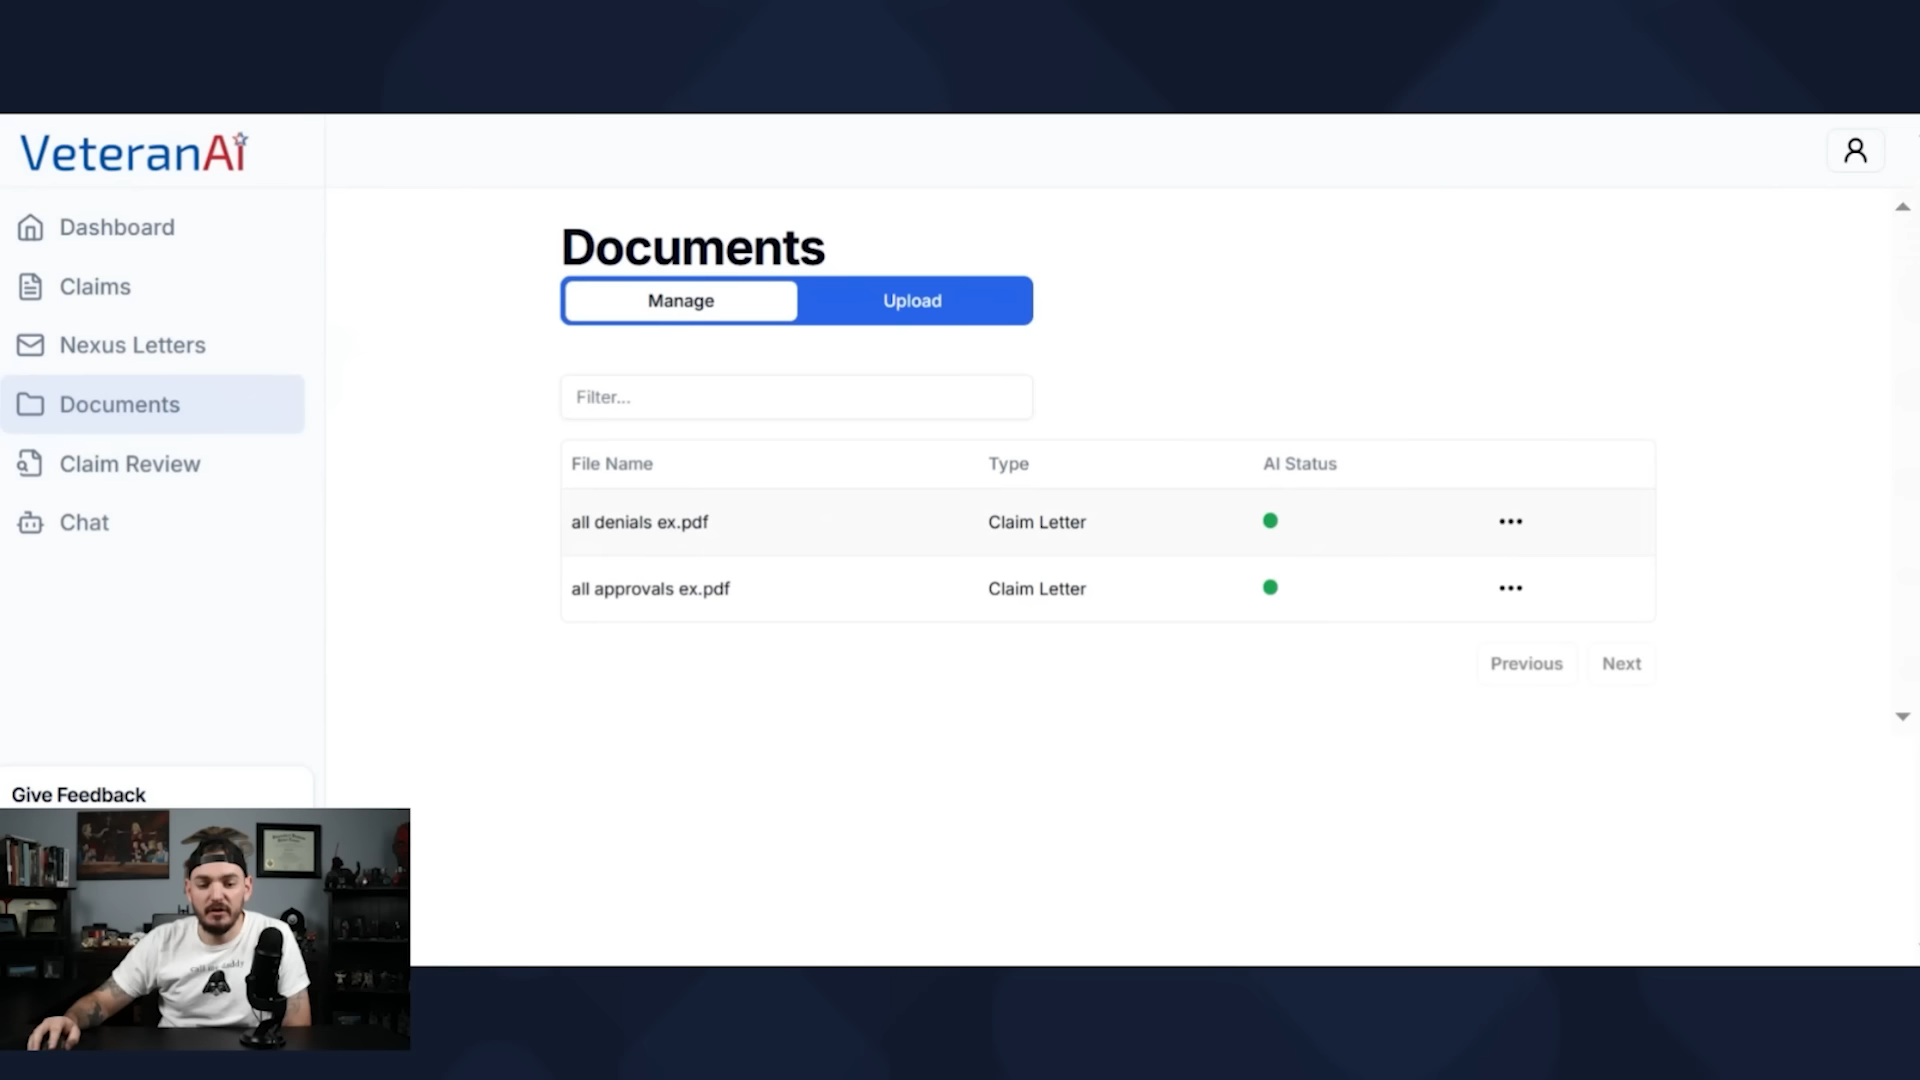 VeteranAi
Dashboard
Claims
Nexus Letters
Documents
Claim Review
Chat
Give Feedback
Documents
Manage Upload
Filter...
File Name Type AI Status
all denials ex.pdf Claim Letter
all approvals ex.pdf Claim Letter
Previous Next